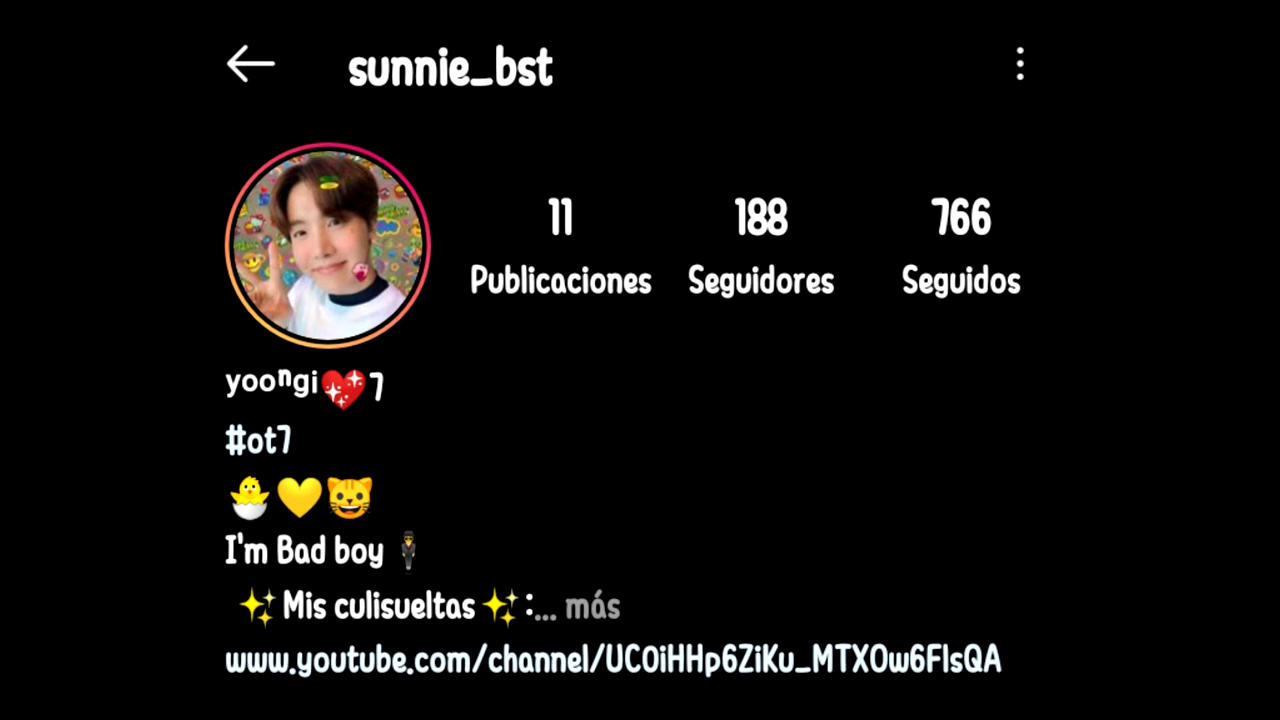 sunnie_bst
11 188 766
Publicaciones Seguidores Seguidos
yooⁿgi💖7
#ot7
🐣💛😺
I'm Bad boy 🕴
✨Mis culisueltas✨:... más
www.youtube.com/channel/UC0iHHp6ZiKu_MTX0w6FlsQA